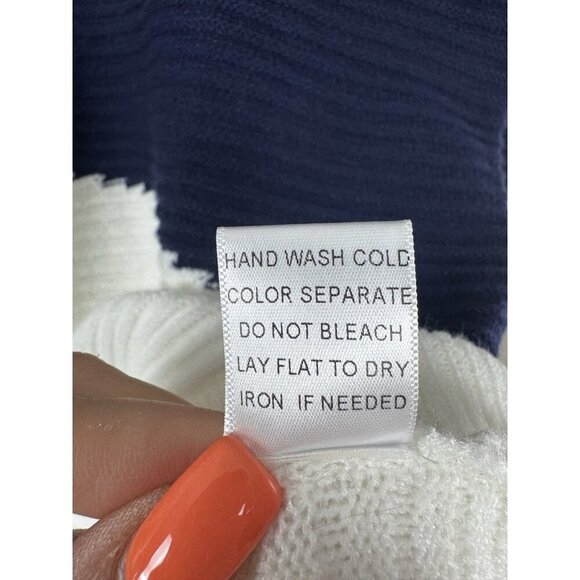 HAND WASH COLD
COLOR SEPARATE
DO NOT BLEACH
LAY FLAT TO DRY
IRON IF NEEDED